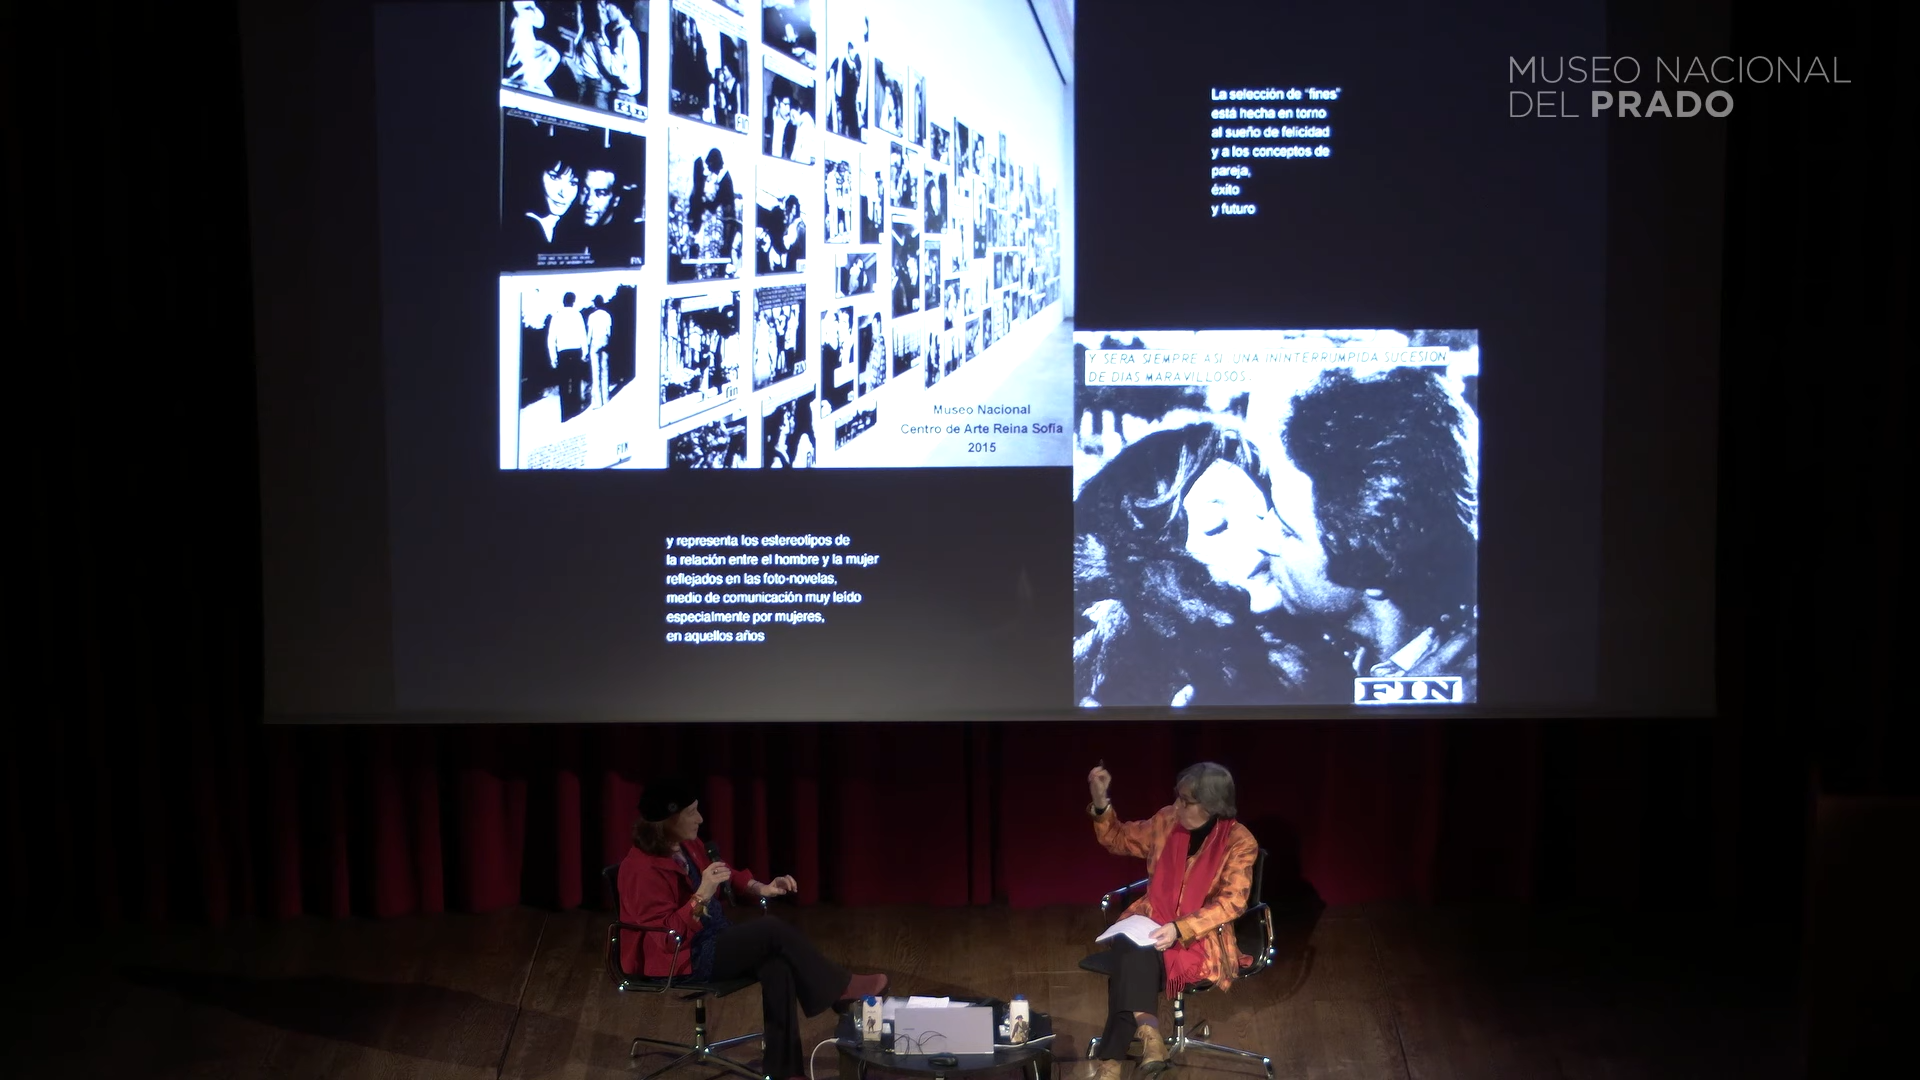 MUSEO NACIONAL
DEL PRADO
La selección de "fines"
está hecha en torno
al sueño de felicidad
y a los conceptos de
pareja,
éxito
y futuro
FIN
FIN
FIN
Museo Nacional
Centro de Arte Reina Sofía
2015
Y SERA SIEMPRE ASI. UNA ININTERRUMPIDA SUCESION
DE DIAS MARAVILLOSOS.
FIN
y representa los estereotipos de
la relación entre el hombre y la mujer
reflejados en las foto-novelas,
medio de comunicación muy leído
especialmente por mujeres,
en aquellos años